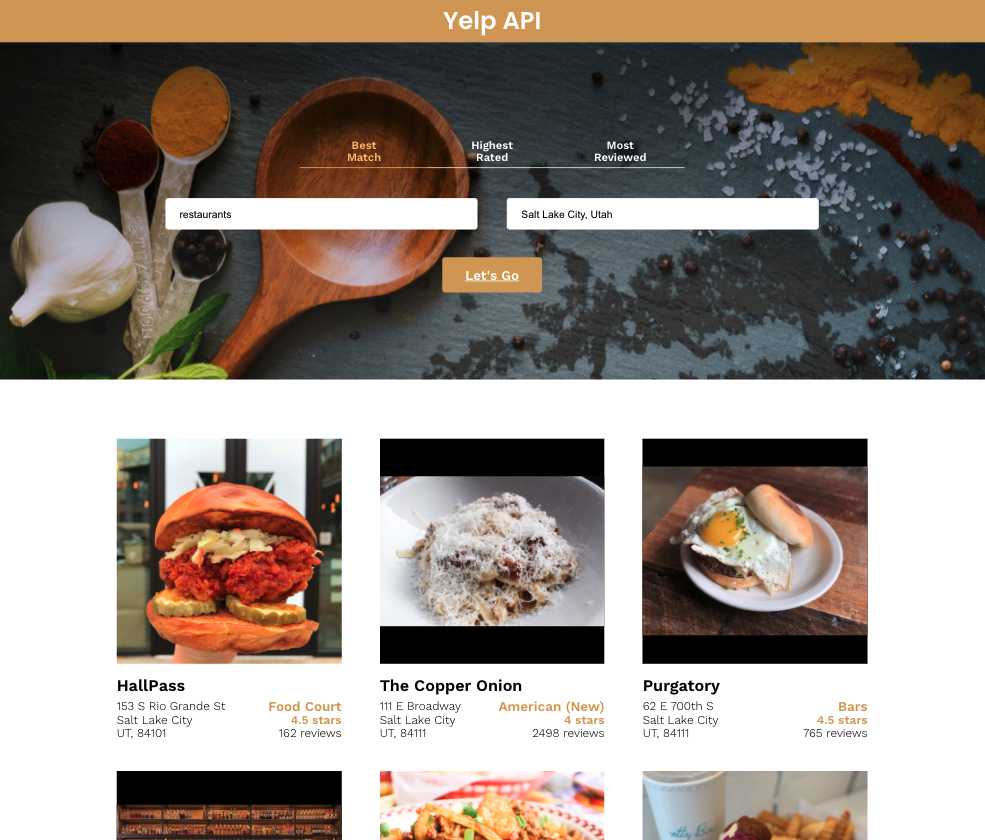 Yelp API
Best
Match
Highest
Rated
Most
Reviewed
restaurants
Salt Lake City, Utah
Let's Go
HallPass
153 S Rio Grande St
Salt Lake City
UT, 84101
Food Court
4.5 stars
162 reviews
The Copper Onion
111 E Broadway
Salt Lake City
UT, 84111
American (New)
4 stars
2498 reviews
Purgatory
62 E 700th S
Salt Lake City
UT, 84111
Bars
4.5 stars
765 reviews